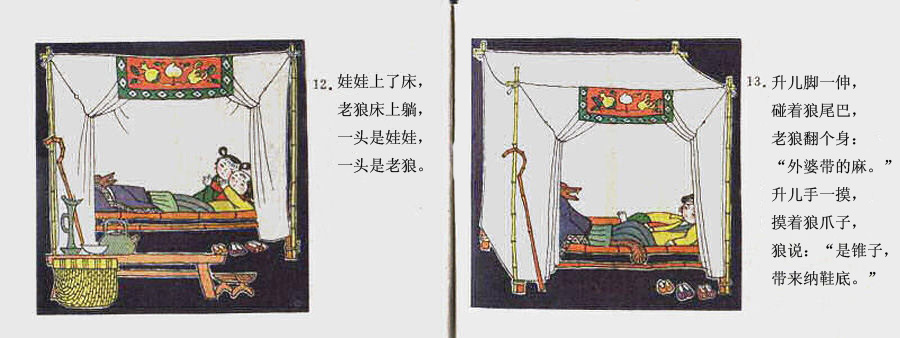 12. 娃娃上了床，
老狼床上躺，
一头是娃娃，
一头是老狼。
13. 升儿脚一伸，
碰着狼尾巴，
老狼翻个身：
“外婆带的麻。”
升儿手一摸，
摸着狼爪子，
狼说：“是锥子，
带来纳鞋底。”